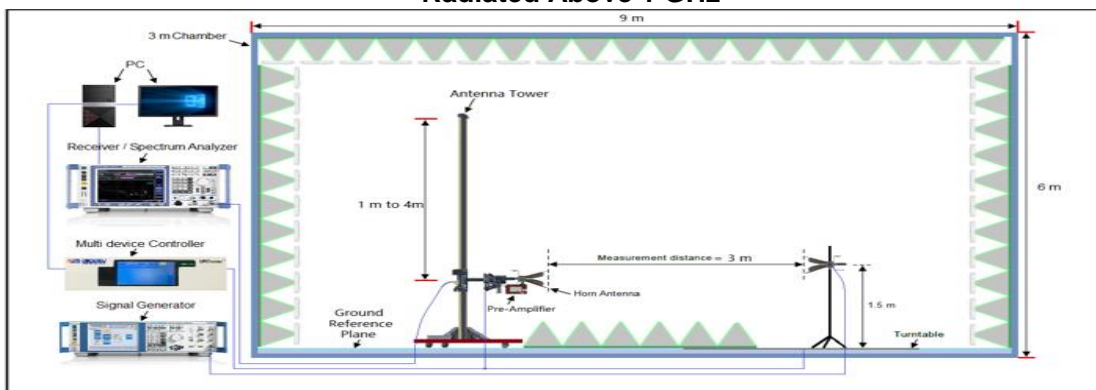 Radiated Above 1 GHz
9 m
3 m Chamber
PC
Antenna Tower
Receiver / Spectrum Analyzer
6 m
1 m to 4m
Multi device Controller
Measurement distance = 3 m
Horn Antenna
Signal Generator
Pre-Amplifier
1.5 m
Ground
Reference
Plane
Turntable